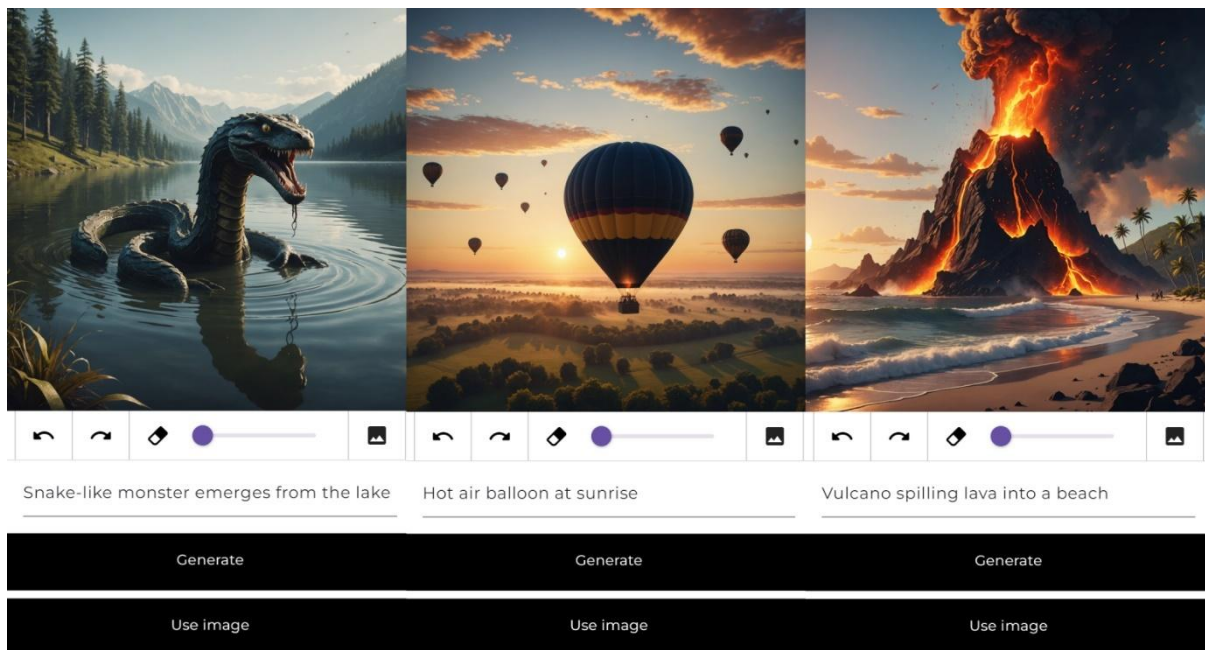 Snake-like monster emerges from the lake
Hot air balloon at sunrise
Vulcano spilling lava into a beach
Generate
Generate
Generate
Use image
Use image
Use image